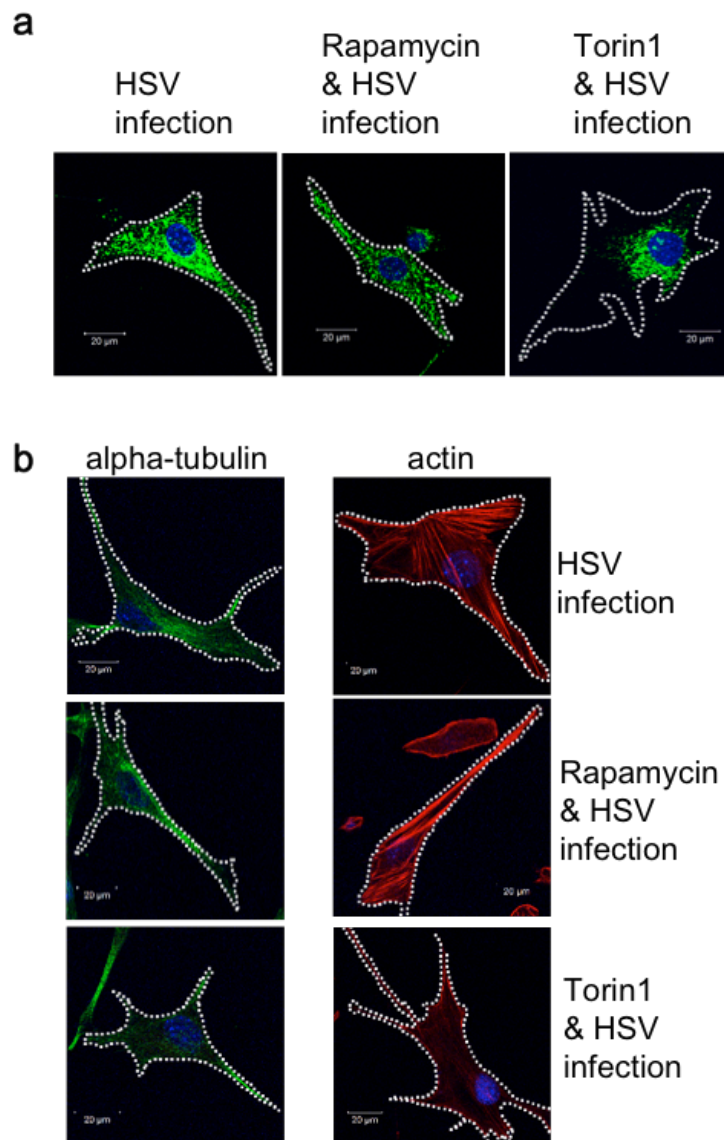 a
HSV
infection
Rapamycin
& HSV
infection
Torin1
& HSV
infection
20 µm
20 µm
20 µm
b
alpha-tubulin
actin
20 µm
20 µm
HSV
infection
20 µm
20 µm
Rapamycin
& HSV
infection
20 µm
20 µm
Torin1
& HSV
infection